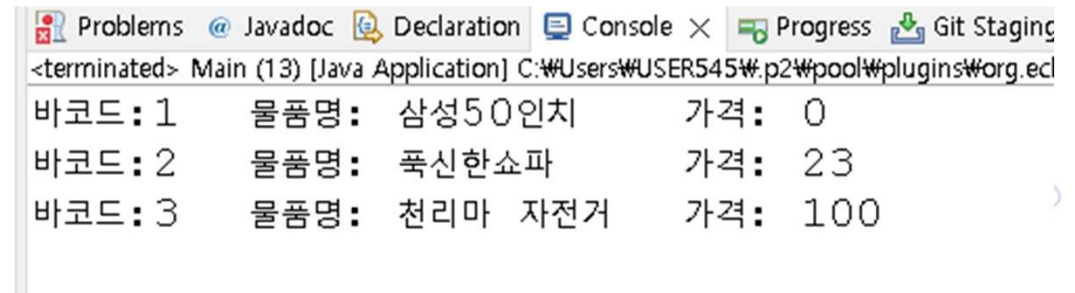 Problems @ Javadoc Declaration Console × Progress Git Staging
<terminated> Main (13) [Java Application] C:₩Users₩USER545₩.p2₩pool₩plugins₩org.ecl
바코드:1 물품명: 삼성50인치 가격: 0
바코드:2 물품명: 푹신한쇼파 가격: 23
바코드:3 물품명: 천리마 자전거 가격: 100